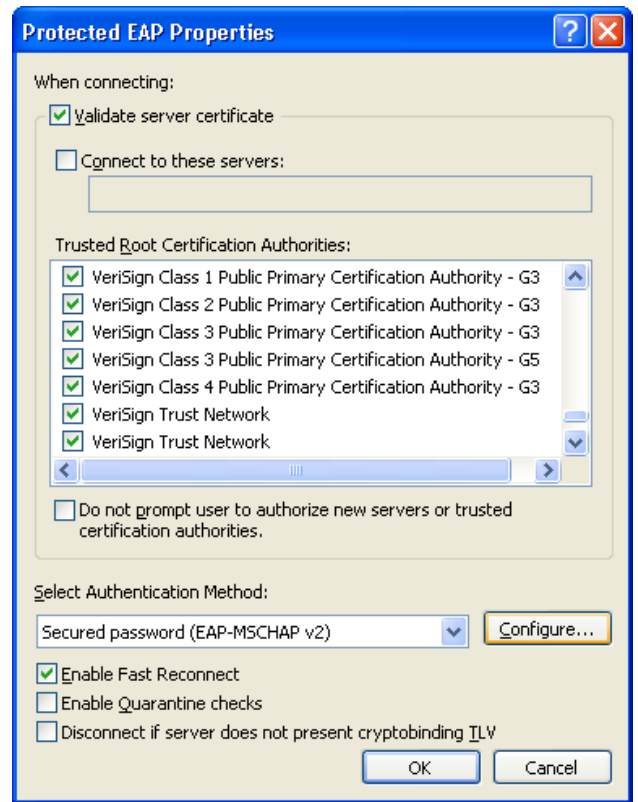 Protected EAP Properties
When connecting:
Validate server certificate
Connect to these servers:
Trusted Root Certification Authorities:
VeriSign Class 1 Public Primary Certification Authority - G3
VeriSign Class 2 Public Primary Certification Authority - G3
VeriSign Class 3 Public Primary Certification Authority - G3
VeriSign Class 3 Public Primary Certification Authority - G5
VeriSign Class 4 Public Primary Certification Authority - G3
VeriSign Trust Network
VeriSign Trust Network
Do not prompt user to authorize new servers or trusted
certification authorities.
Select Authentication Method:
Secured password (EAP-MSCHAP v2)
Configure...
Enable Fast Reconnect
Enable Quarantine checks
Disconnect if server does not present cryptobinding TLV
OK Cancel